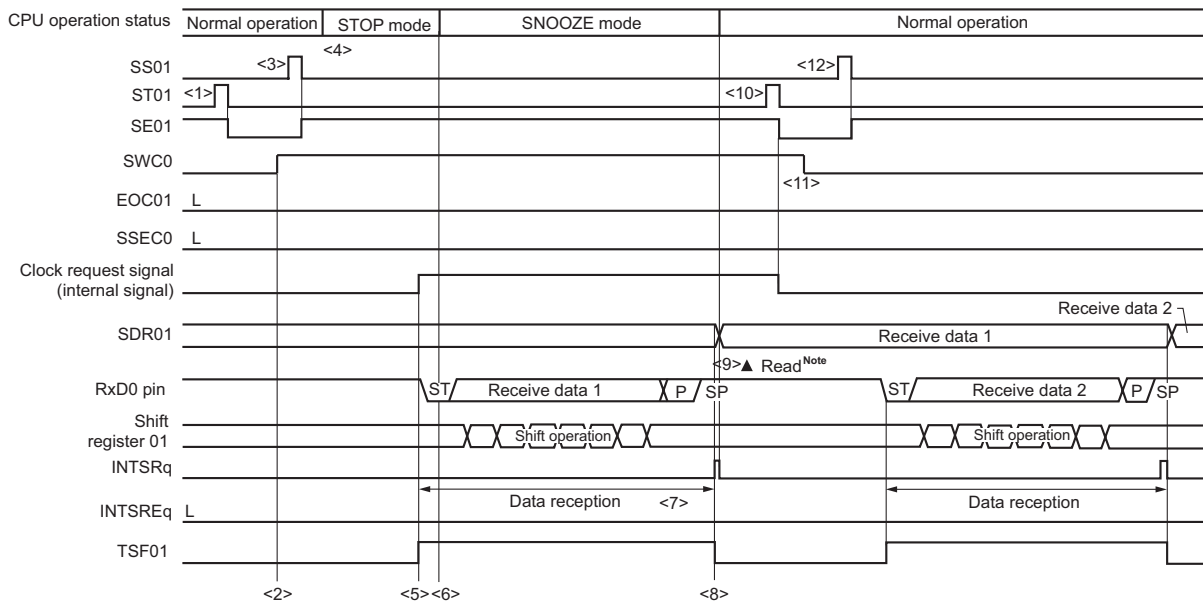 CPU operation status Normal operation STOP mode SNOOZE mode Normal operation
<4>
SS01 <3> <12>
ST01 <1> <10>
SE01
SWC0
<11>
EOC01 L
SSEC0 L
Clock request signal
(internal signal)
Receive data 2
SDR01 Receive data 1
<9>▲ Read Note
RxD0 pin ST Receive data 1 P SP ST Receive data 2 P SP
Shift
register 01 Shift operation Shift operation
INTSRq
Data reception <7> Data reception
INTSREq L
TSF01
<2> <5> <6> <8>